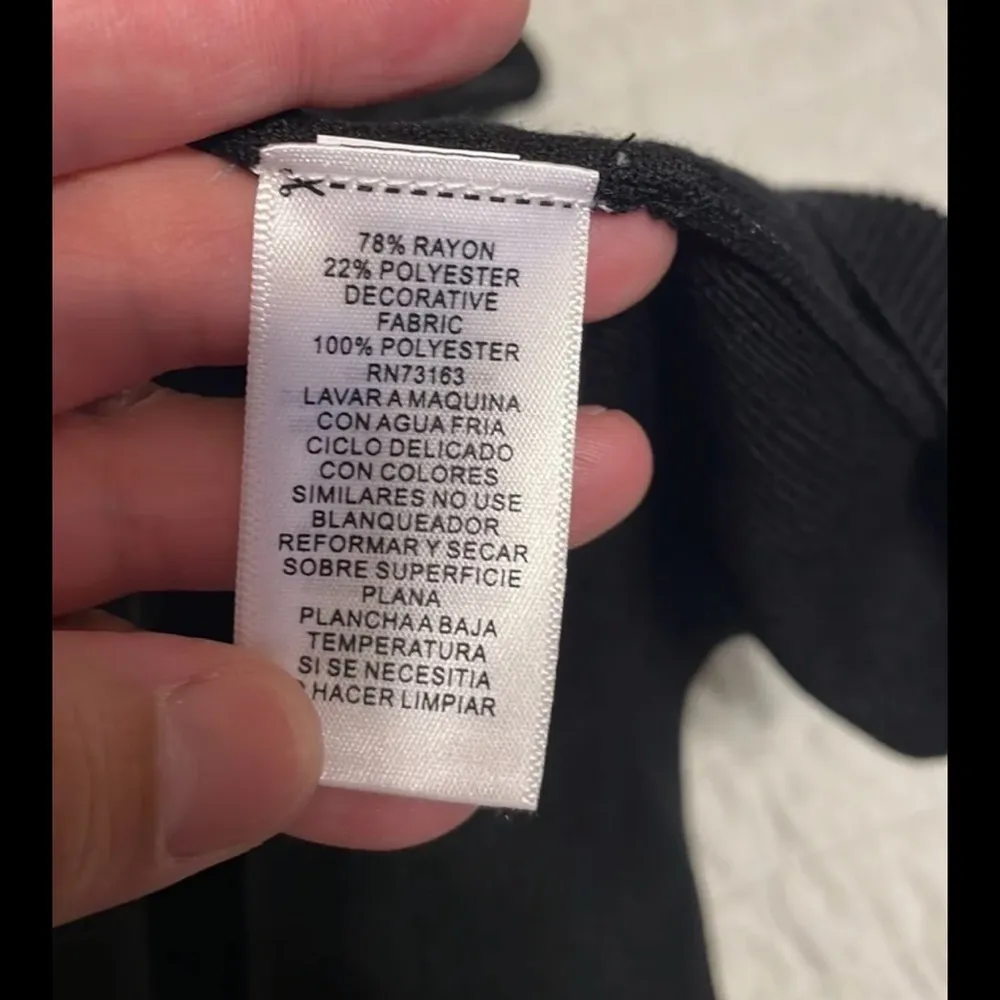 78% RAYON
22% POLYESTER
DECORATIVE
FABRIC
100% POLYESTER
RN73163
LAVAR A MAQUINA
CON AGUA FRIA
CICLO DELICADO
CON COLORES
SIMILARES NO USE
BLANQUEADOR
REFORMAR Y SECAR
SOBRE SUPERFICIE
PLANA
PLANCHA A BAJA
TEMPERATURA
SI SE NECESITIA
HACER LIMPIAR